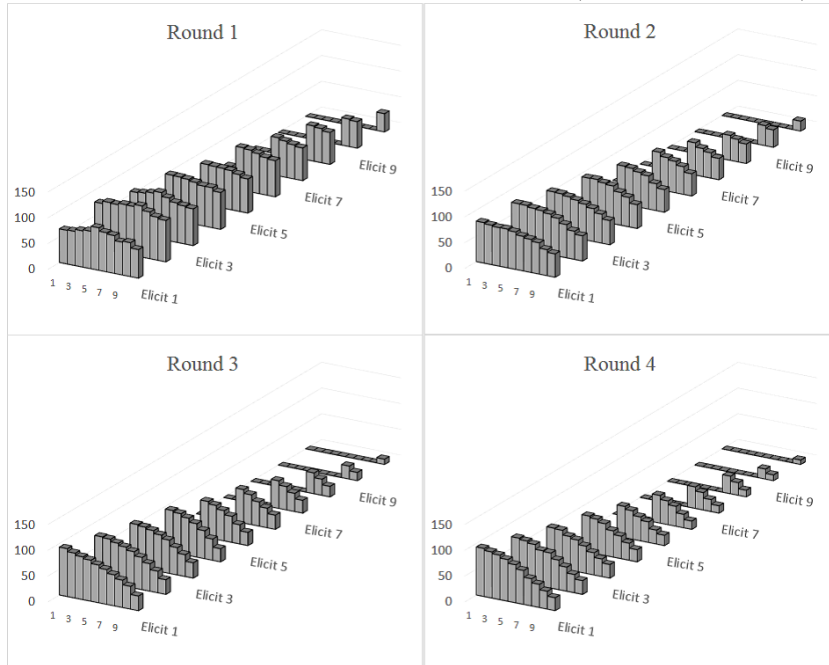 Round 1
150
100
50
0
1 3 5 7 9
Elicit 1
Elicit 3
Elicit 5
Elicit 7
Elicit 9
Round 2
150
100
50
0
1 3 5 7 9
Elicit 1
Elicit 3
Elicit 5
Elicit 7
Elicit 9
Round 3
150
100
50
0
1 3 5 7 9
Elicit 1
Elicit 3
Elicit 5
Elicit 7
Elicit 9
Round 4
150
100
50
0
1 3 5 7 9
Elicit 1
Elicit 3
Elicit 5
Elicit 7
Elicit 9